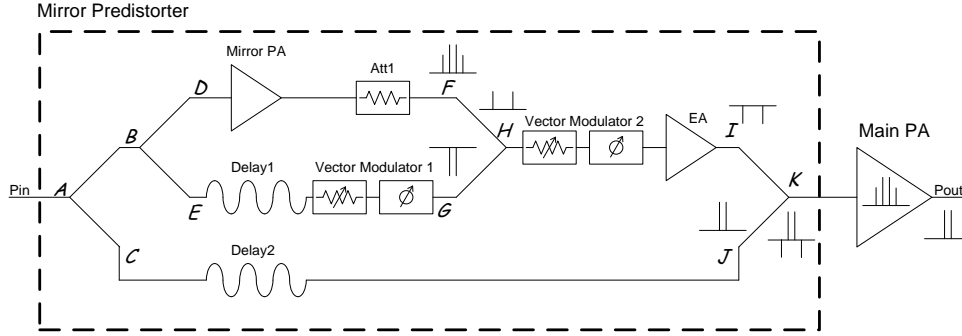 Mirror Predistorter
Mirror PA
D
Att1
F
B
H
Vector Modulator 2
EA
I
Main PA
Pin
A
Delay1
Vector Modulator 1
E
G
K
Pout
C
Delay2
J